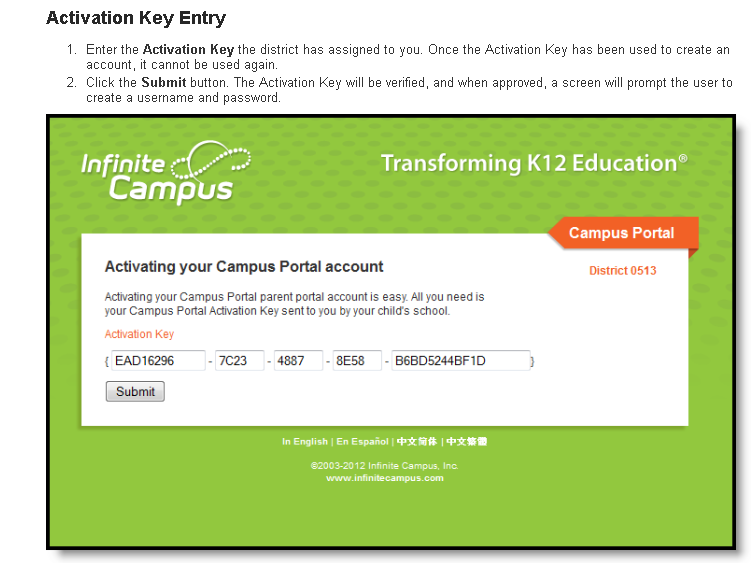 Activation Key Entry
1. Enter the Activation Key the district has assigned to you. Once the Activation Key has been used to create an
account, it cannot be used again.
2. Click the Submit button. The Activation Key will be verified, and when approved, a screen will prompt the user to
create a username and password.
Infinite
Campus
Transforming K12 Education®
Campus Portal
District 0513
Activating your Campus Portal account
Activating your Campus Portal parent portal account is easy. All you need is
your Campus Portal Activation Key sent to you by your child's school.
Activation Key
{ EAD16296 - 7C23 - 4887 - 8E58 - B6BD5244BF1D }
Submit
In English | En Español | 中文简体 | 中文繁體
©2003-2012 Infinite Campus, Inc.
www.infinitecampus.com